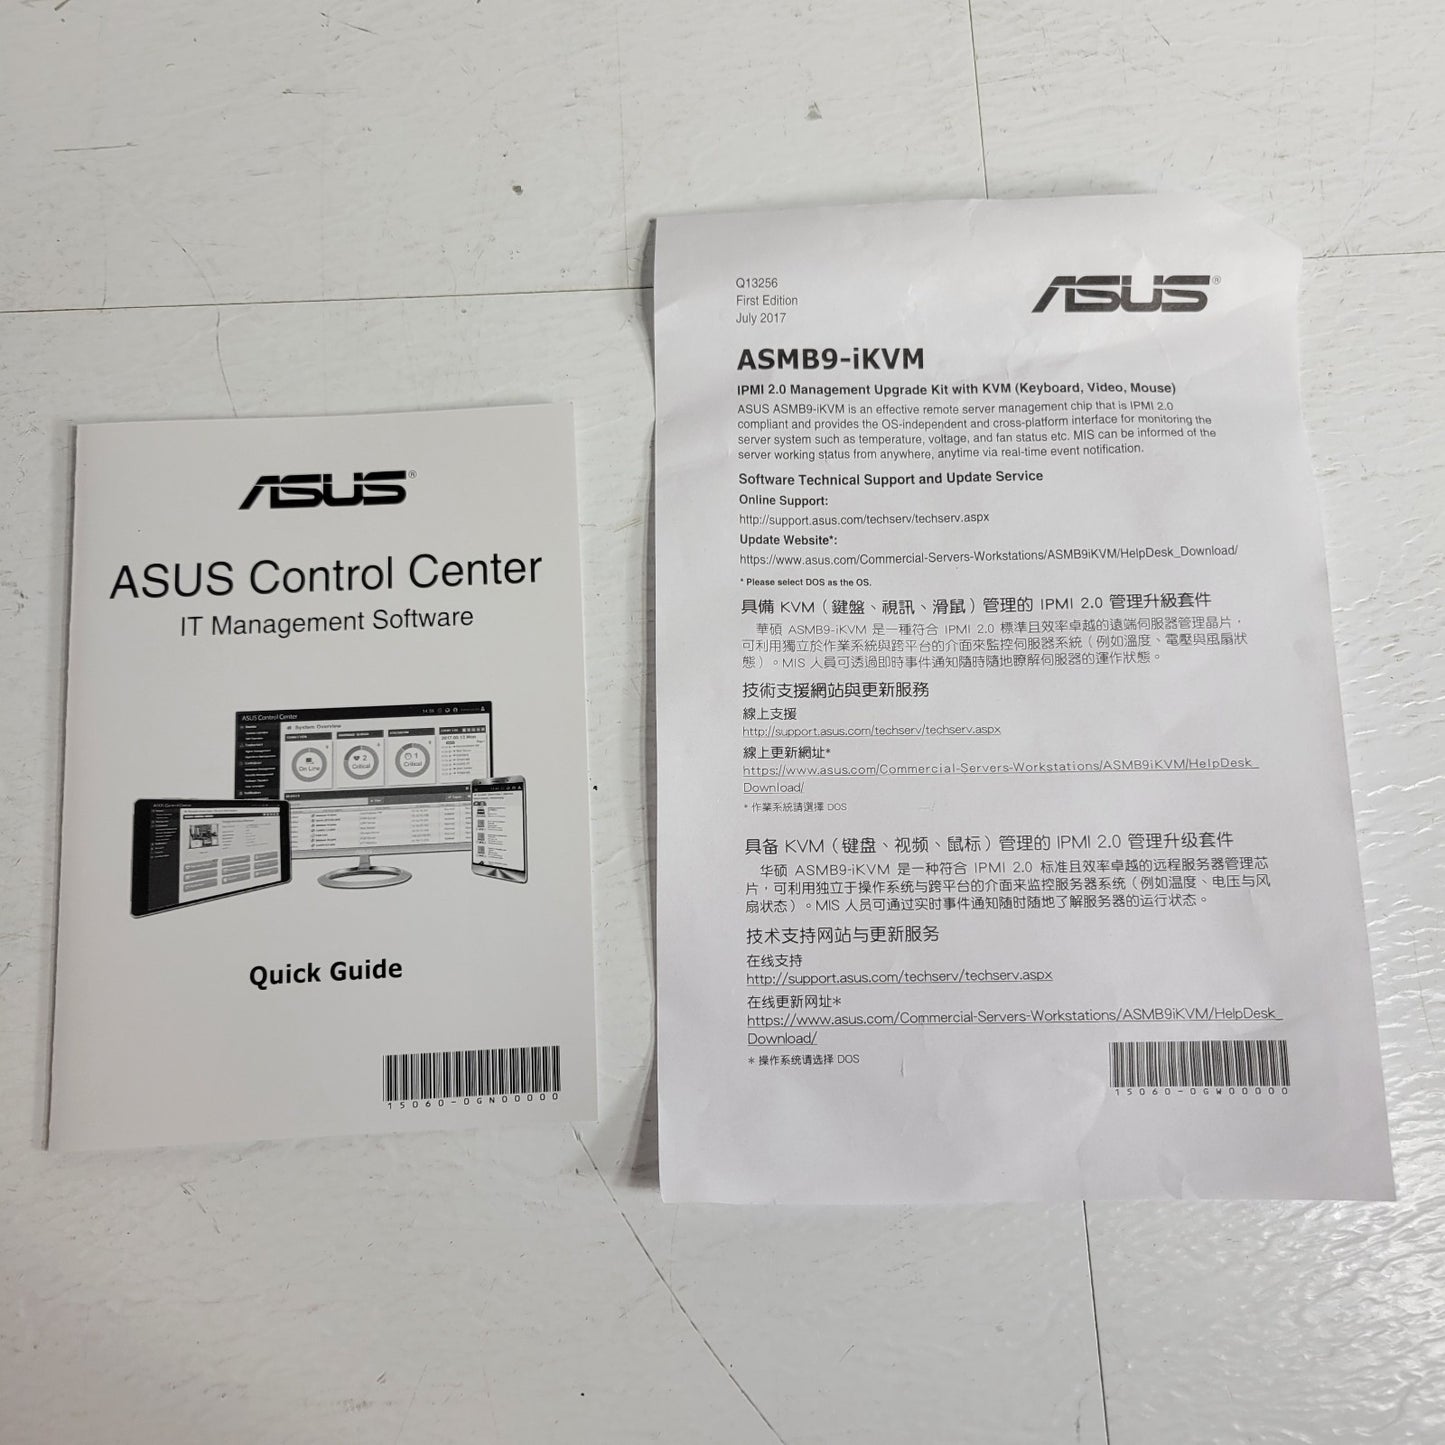 ASUS®
ASUS Control Center
IT Management Software
ASUS Control Center
System Overview
On Line
2
Critical
1
Critical
Quick Guide
15060-0GN00000
Q13256
First Edition
July 2017
ASUS®
ASMB9-iKVM
IPMI 2.0 Management Upgrade Kit with KVM (Keyboard, Video, Mouse)
ASUS ASMB9-iKVM is an effective remote server management chip that is IPMI 2.0
compliant and provides the OS-independent and cross-platform interface for monitoring the
server system such as temperature, voltage, and fan status etc. MIS can be informed of the
server working status from anywhere, anytime via real-time event notification.
Software Technical Support and Update Service
Online Support:
http://support.asus.com/techserv/techserv.aspx
Update Website*:
https://www.asus.com/Commercial-Servers-Workstations/ASMB9iKVM/HelpDesk_Download/
* Please select DOS as the OS.
具備 KVM（鍵盤、視訊、滑鼠）管理的 IPMI 2.0 管理升級套件
華碩 ASMB9-iKVM 是一種符合 IPMI 2.0 標準且效率卓越的遠端伺服器管理晶片，
可利用獨立於作業系統與跨平台的介面來監控伺服器系統（例如溫度、電壓與風扇狀
態）。MIS 人員可透過即時事件通知隨時隨地瞭解伺服器的運作狀態。
技術支援網站與更新服務
線上支援
http://support.asus.com/techserv/techserv.aspx
線上更新網址*
https://www.asus.com/Commercial-Servers-Workstations/ASMB9iKVM/HelpDesk_
Download/
* 作業系統請選擇 DOS
具备 KVM（键盘、视频、鼠标）管理的 IPMI 2.0 管理升级套件
华硕 ASMB9-iKVM 是一种符合 IPMI 2.0 标准且效率卓越的远程服务器管理芯
片，可利用独立于操作系统与跨平台的介面来监控服务器系统（例如温度、电压与风
扇状态）。MIS 人员可通过实时事件通知随时随地了解服务器的运行状态。
技术支持网站与更新服务
在线支持
http://support.asus.com/techserv/techserv.aspx
在线更新网址*
https://www.asus.com/Commercial-Servers-Workstations/ASMB9iKVM/HelpDesk_
Download/
* 操作系统请选择 DOS
15060-0GW00000